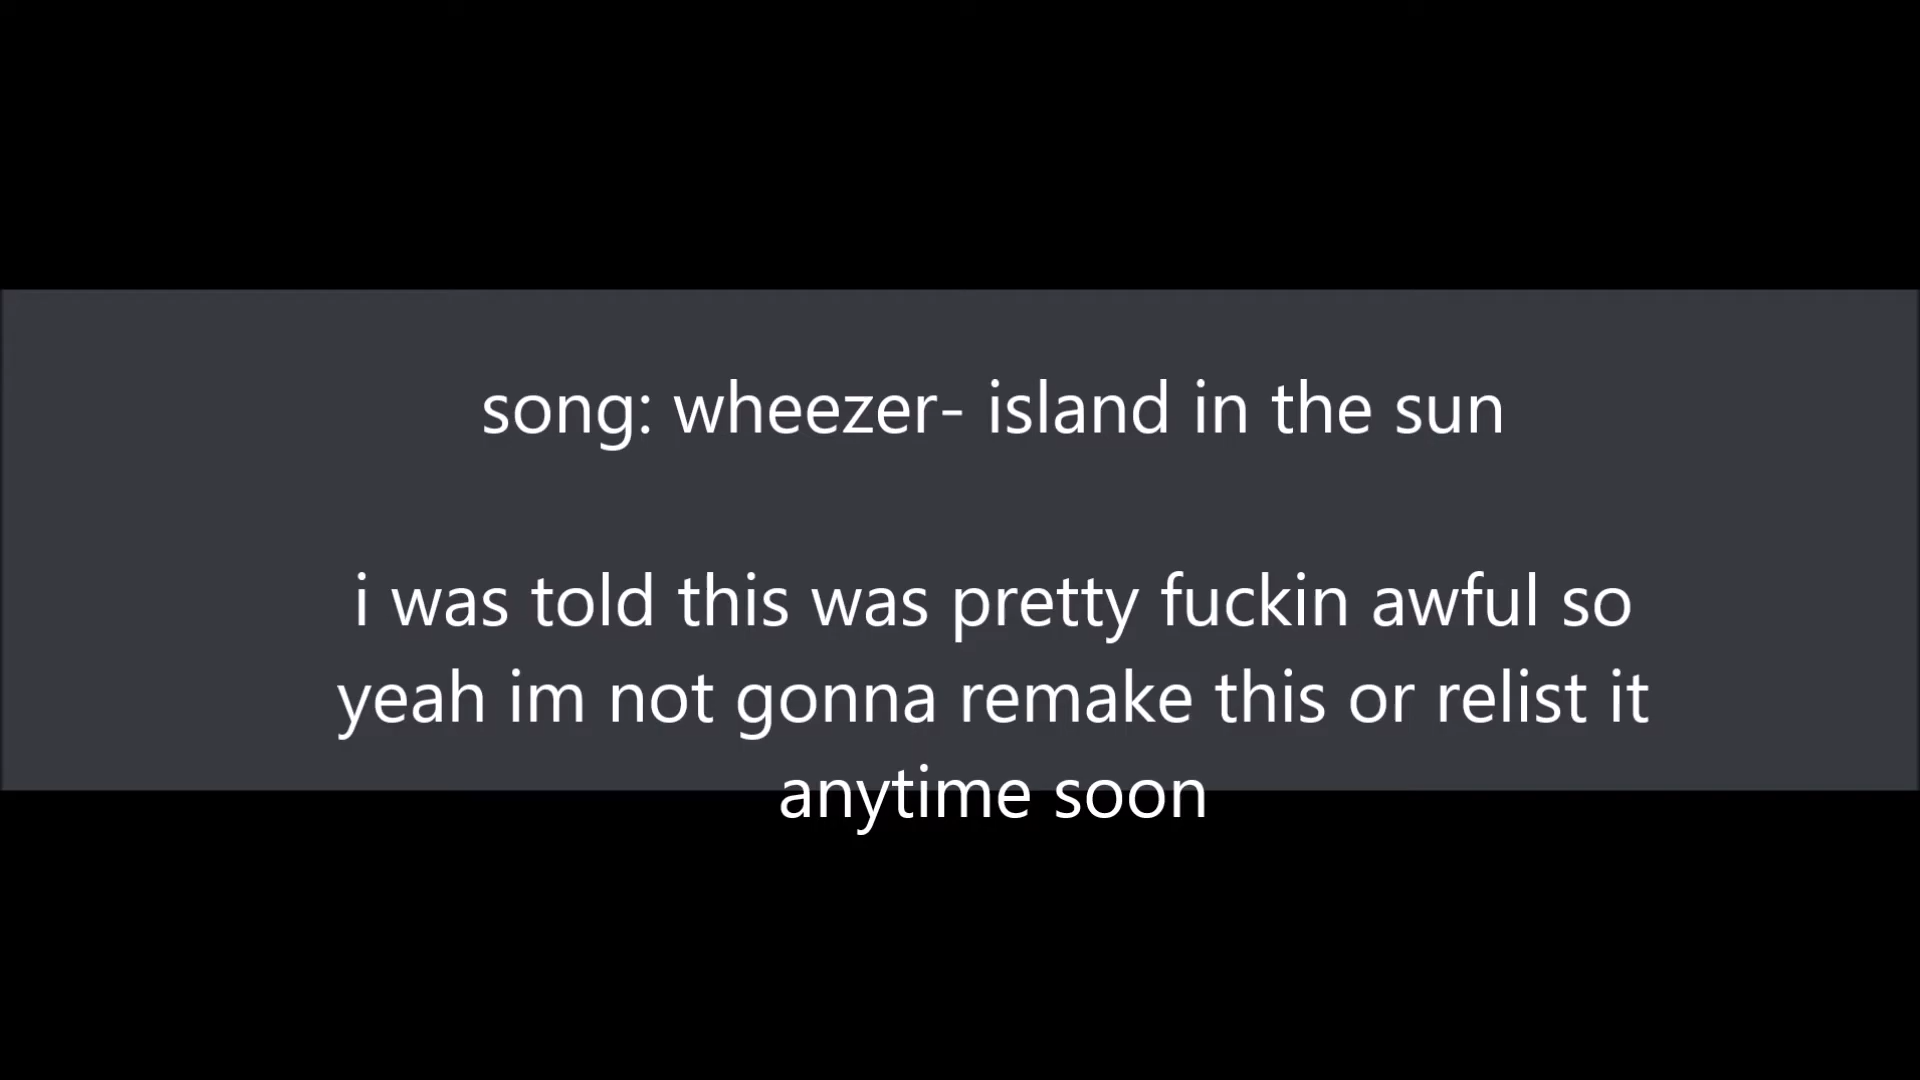 song: wheezer- island in the sun
i was told this was pretty fuckin awful so
yeah im not gonna remake this or relist it
anytime soon